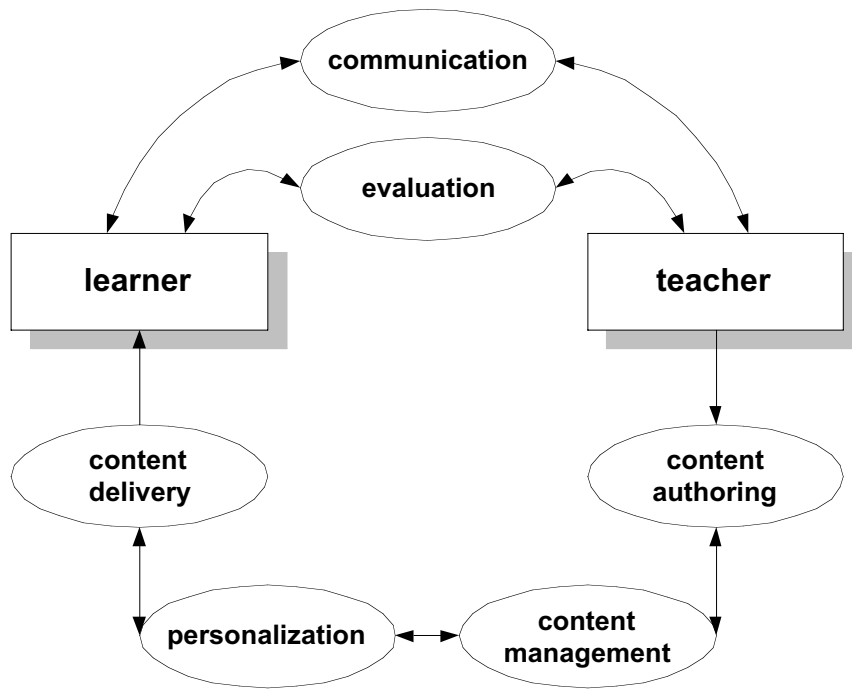 communication
evaluation
learner
teacher
content
delivery
content
authoring
personalization
content
management